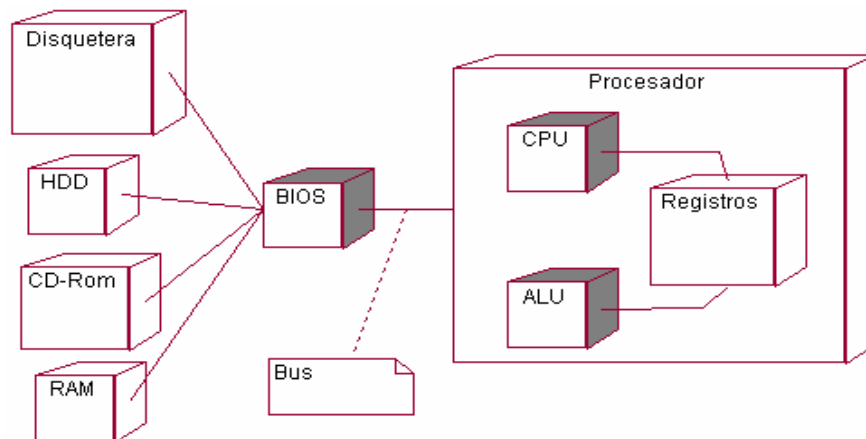 Disquetera
HDD
CD-Rom
RAM
BIOS
Bus
Procesador
CPU
Registros
ALU